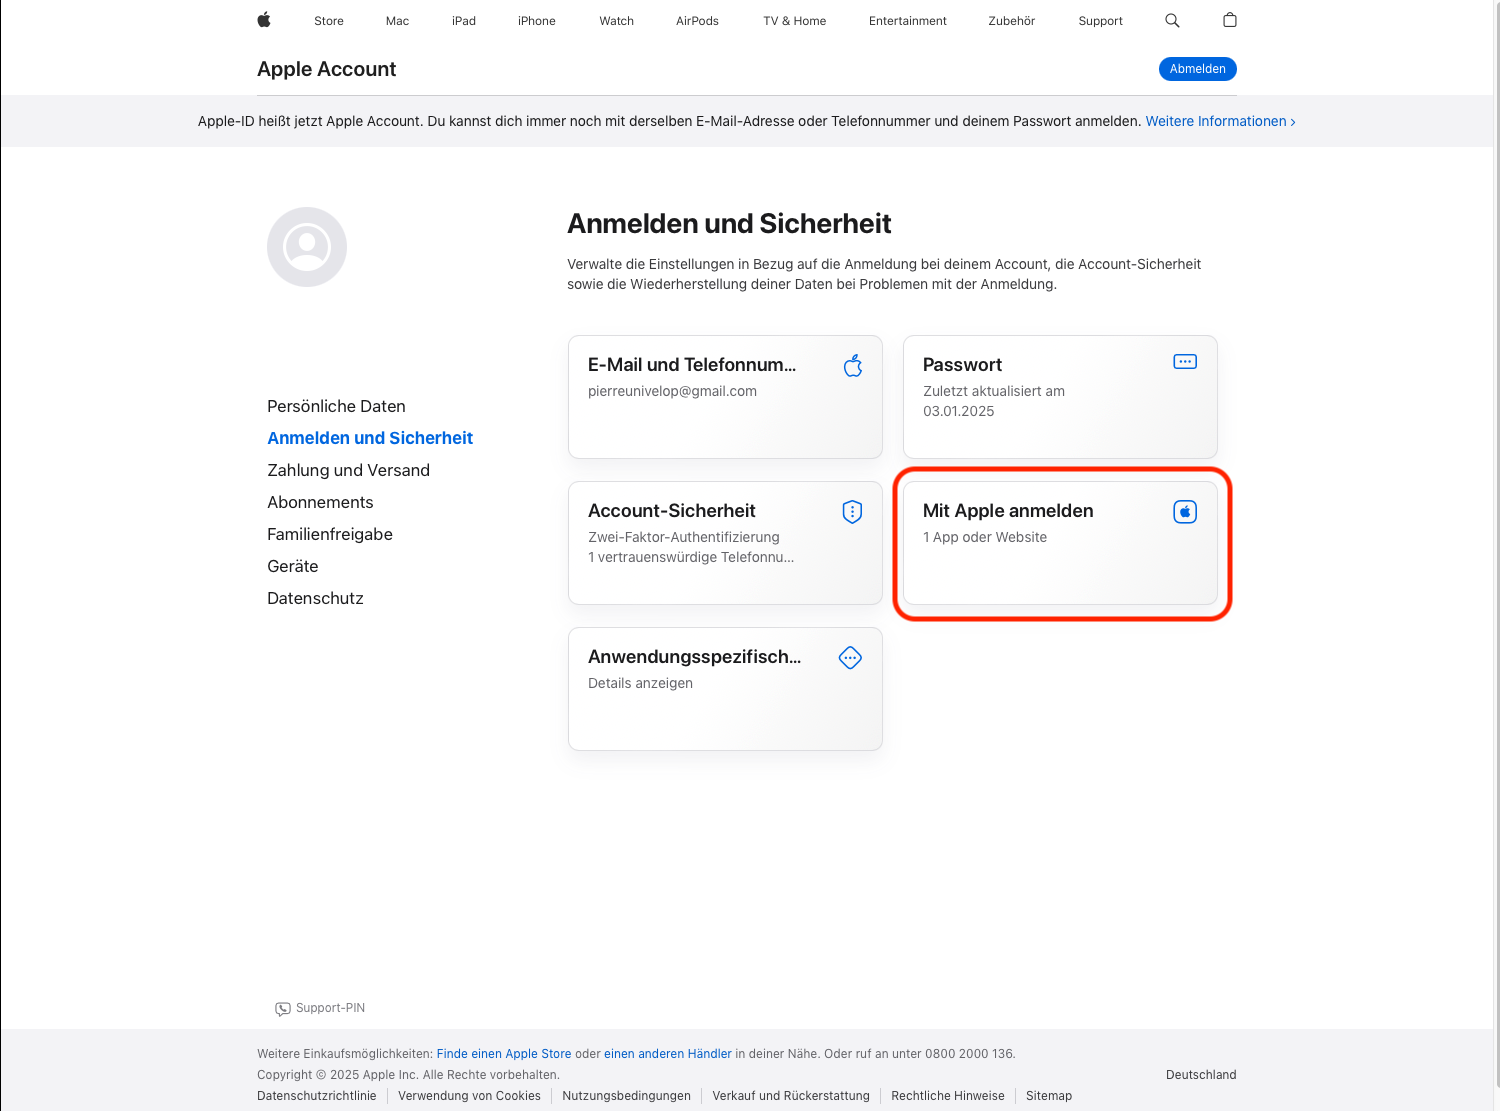 Store Mac iPad iPhone Watch AirPods TV & Home Entertainment Zubehör Support
Apple Account
Abmelden
Apple-ID heißt jetzt Apple Account. Du kannst dich immer noch mit derselben E-Mail-Adresse oder Telefonnummer und deinem Passwort anmelden. Weitere Informationen ›
Persönliche Daten
Anmelden und Sicherheit
Zahlung und Versand
Abonnements
Familienfreigabe
Geräte
Datenschutz
Anmelden und Sicherheit
Verwalte die Einstellungen in Bezug auf die Anmeldung bei deinem Account, die Account-Sicherheit
sowie die Wiederherstellung deiner Daten bei Problemen mit der Anmeldung.
E-Mail und Telefonnum...
pierreunivelop@gmail.com
Passwort
Zuletzt aktualisiert am
03.01.2025
Account-Sicherheit
Zwei-Faktor-Authentifizierung
1 vertrauenswürdige Telefonnu...
Mit Apple anmelden
1 App oder Website
Anwendungsspezifisch...
Details anzeigen
Support-PIN
Weitere Einkaufsmöglichkeiten: Finde einen Apple Store oder einen anderen Händler in deiner Nähe. Oder ruf an unter 0800 2000 136.
Copyright © 2025 Apple Inc. Alle Rechte vorbehalten.
Deutschland
Datenschutzrichtlinie Verwendung von Cookies Nutzungsbedingungen Verkauf und Rückerstattung Rechtliche Hinweise Sitemap